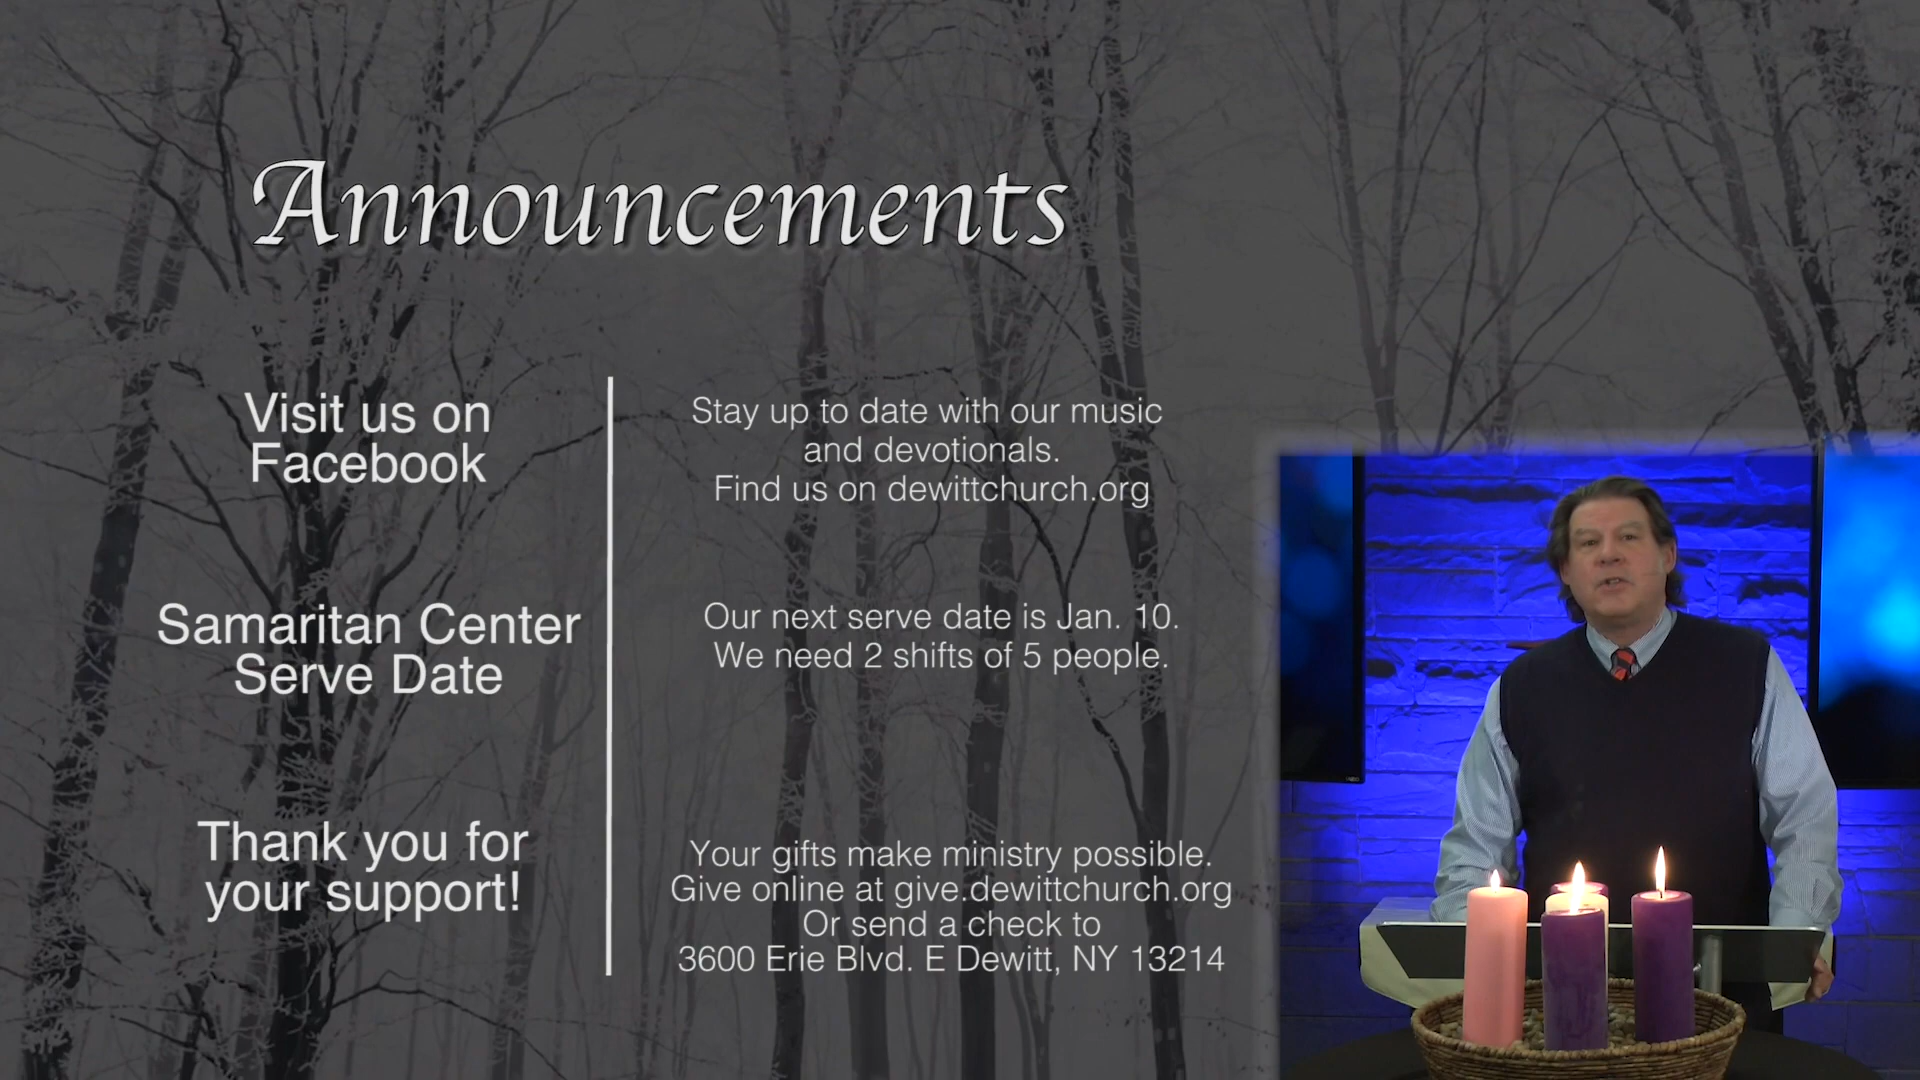 Announcements
Visit us on
Facebook
Stay up to date with our music
and devotionals.
Find us on dewittchurch.org
Samaritan Center
Serve Date
Our next serve date is Jan. 10.
We need 2 shifts of 5 people.
Thank you for
your support!
Your gifts make ministry possible.
Give online at give.dewittchurch.org
Or send a check to
3600 Erie Blvd. E Dewitt, NY 13214